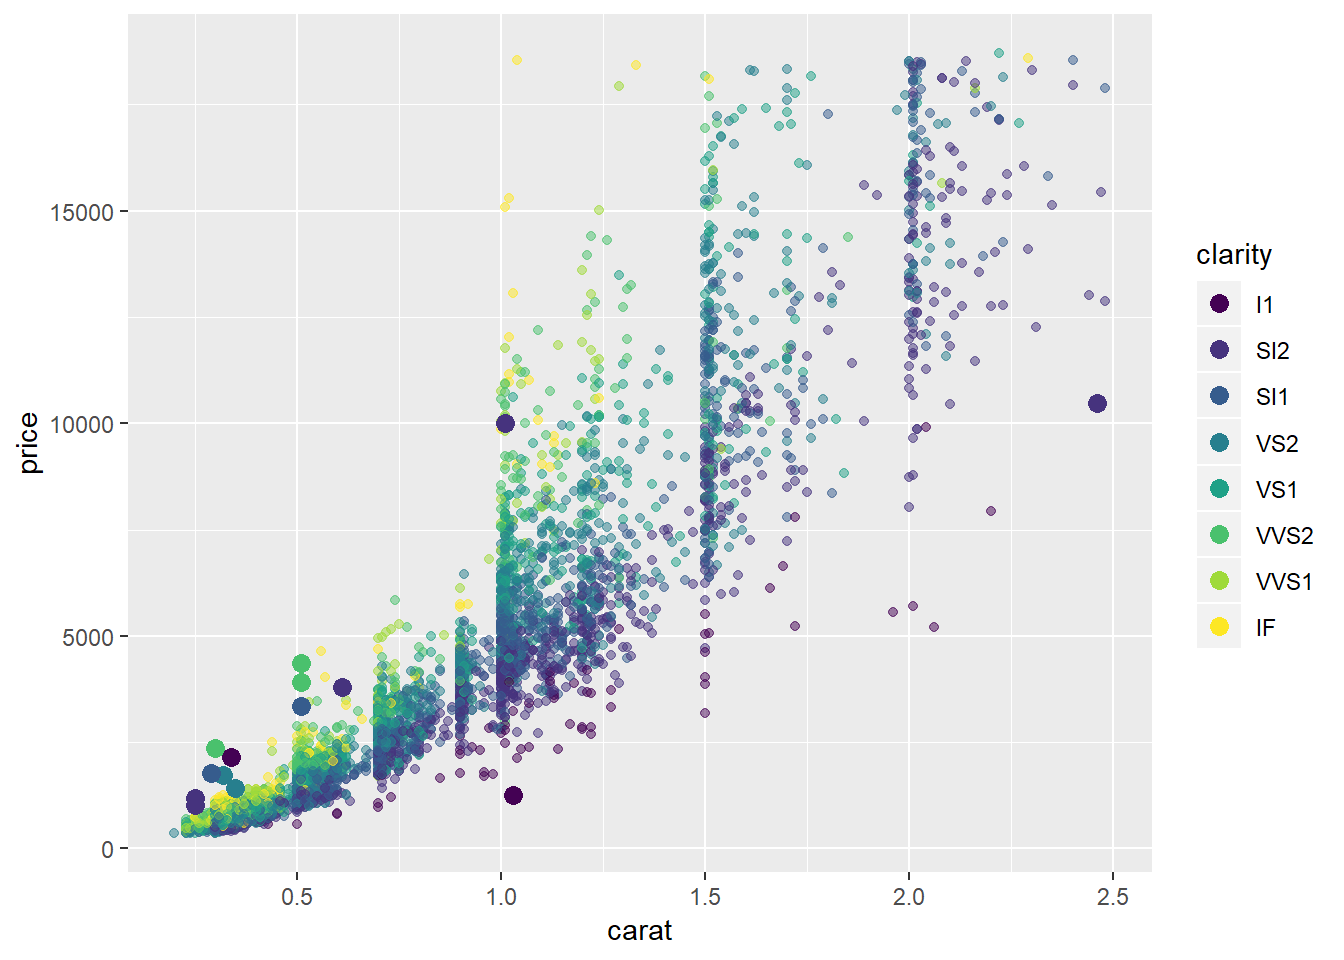 price
15000
10000
5000
0
0.5
1.0
1.5
2.0
2.5
carat
clarity
I1
SI2
SI1
VS2
VS1
VVS2
VVS1
IF